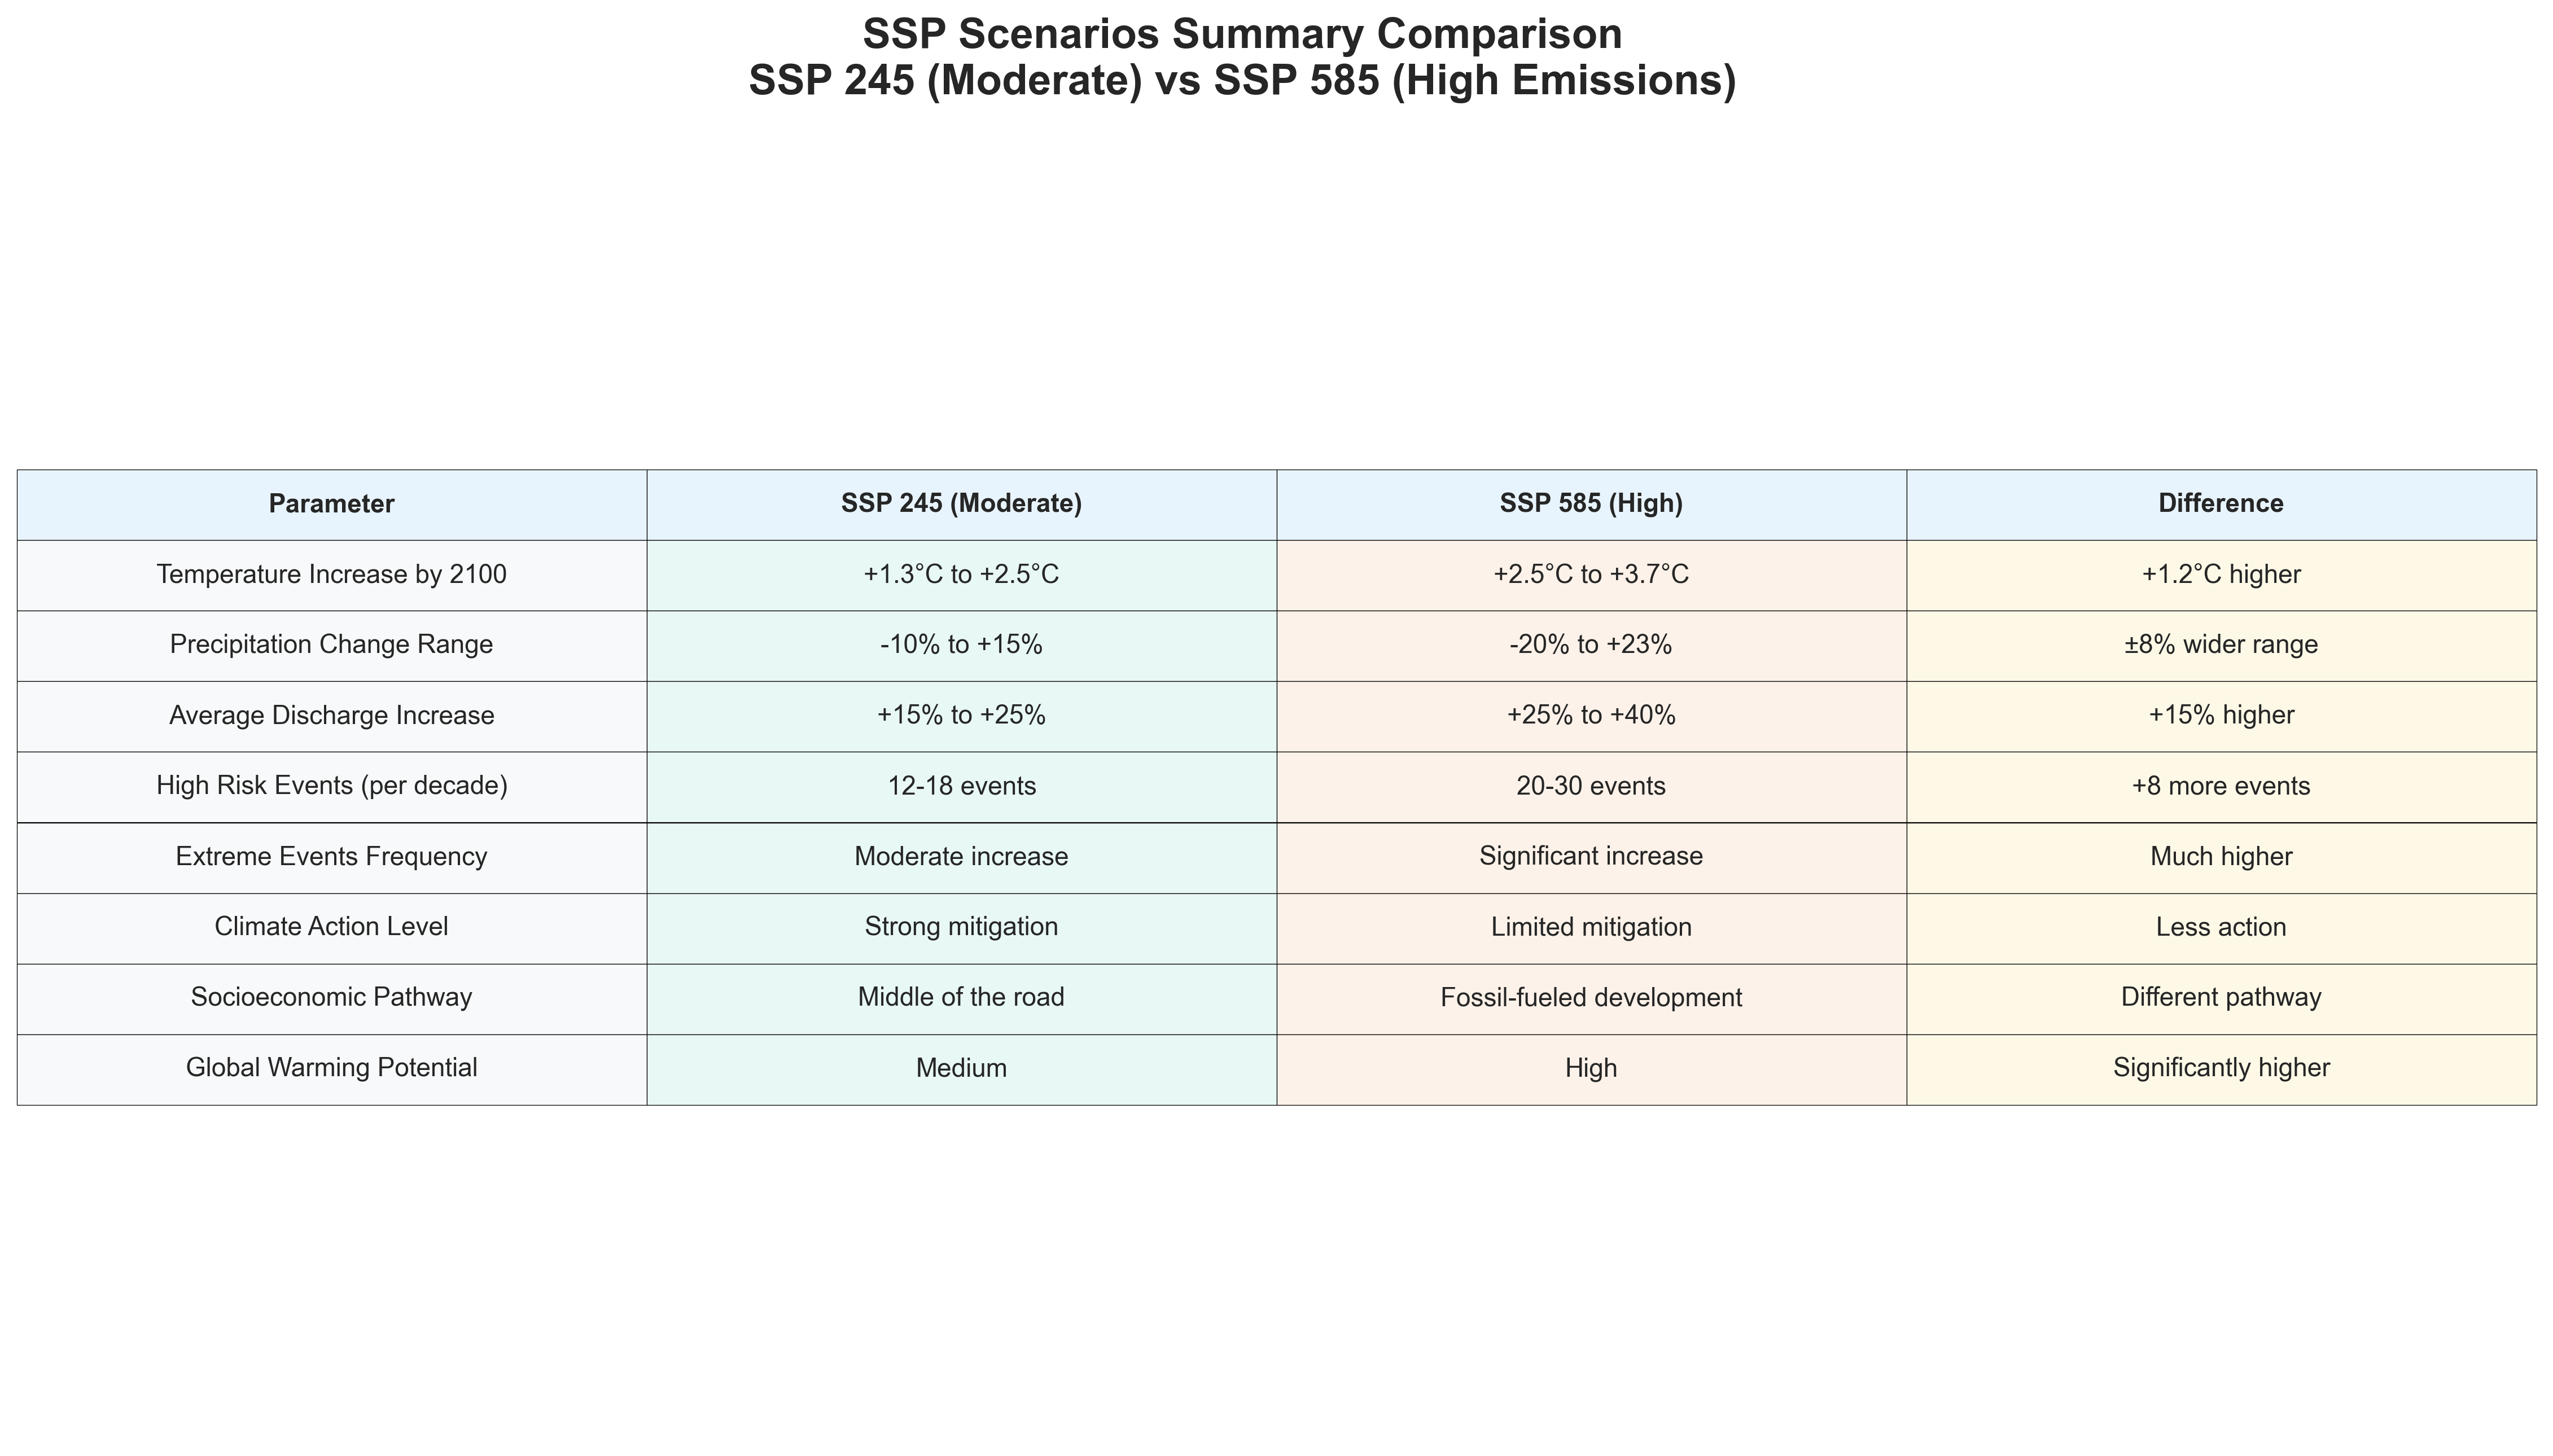 SSP Scenarios Summary Comparison
SSP 245 (Moderate) vs SSP 585 (High Emissions)
Parameter SSP 245 (Moderate) SSP 585 (High) Difference
Temperature Increase by 2100 +1.3°C to +2.5°C +2.5°C to +3.7°C +1.2°C higher
Precipitation Change Range -10% to +15% -20% to +23% ±8% wider range
Average Discharge Increase +15% to +25% +25% to +40% +15% higher
High Risk Events (per decade) 12-18 events 20-30 events +8 more events
Extreme Events Frequency Moderate increase Significant increase Much higher
Climate Action Level Strong mitigation Limited mitigation Less action
Socioeconomic Pathway Middle of the road Fossil-fueled development Different pathway
Global Warming Potential Medium High Significantly higher